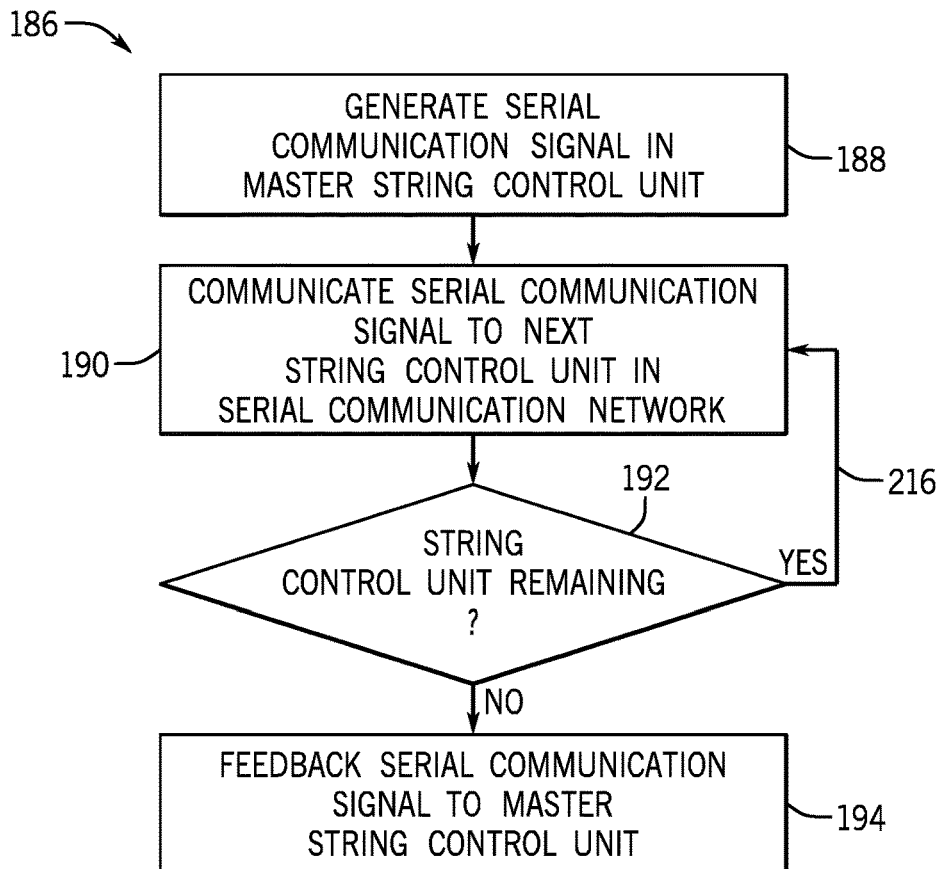 186
GENERATE SERIAL
COMMUNICATION SIGNAL IN
MASTER STRING CONTROL UNIT
188
COMMUNICATE SERIAL COMMUNICATION
SIGNAL TO NEXT
STRING CONTROL UNIT IN
SERIAL COMMUNICATION NETWORK
190
192
216
STRING
CONTROL UNIT REMAINING
?
YES
NO
FEEDBACK SERIAL COMMUNICATION
SIGNAL TO MASTER
STRING CONTROL UNIT
194